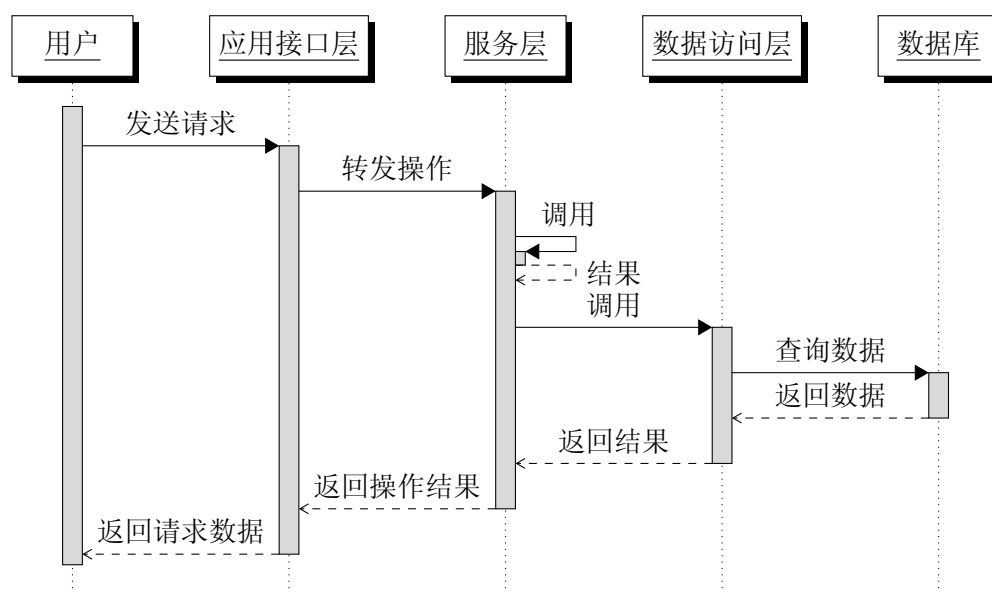 用户
应用接口层
服务层
数据访问层
数据库
发送请求
转发操作
调用
结果
调用
查询数据
返回数据
返回结果
返回操作结果
返回请求数据